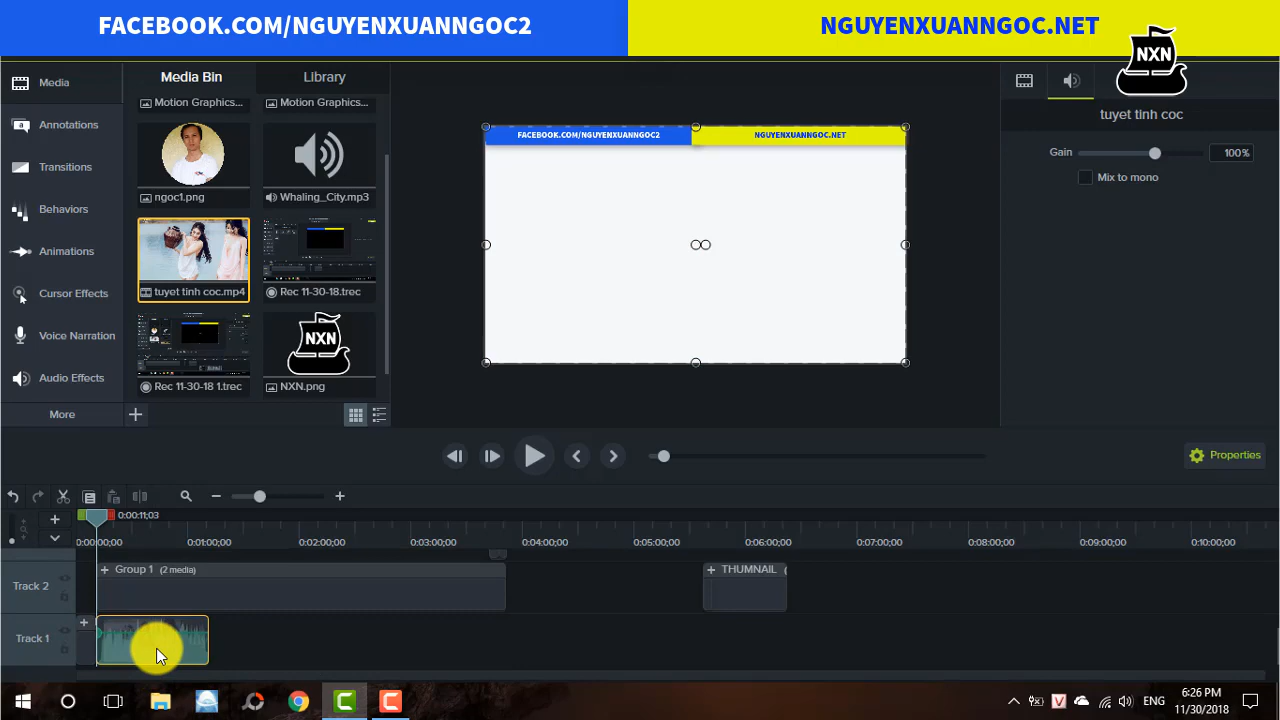 FACEBOOK.COM/NGUYENXUANNGOC2
NGUYENXUANNGOC.NET
NXN
Media
Annotations
Transitions
Behaviors
Animations
Cursor Effects
Voice Narration
Audio Effects
More
Media Bin
Library
Motion Graphics...
Motion Graphics...
ngoc1.png
Whaling_City.mp3
tuyet tinh coc.mp4
Rec 11-30-18.trec
NXN
Rec 11-30-18 1.trec
NXN.png
FACEBOOK.COM/NGUYENXUANNGOC2
NGUYENXUANNGOC.NET
tuyet tinh coc
Gain
100%
Mix to mono
Properties
0:00:11;03
0:00:00;00
0:01:00;00
0:02:00;00
0:03:00;00
0:04:00;00
0:05:00;00
0:06:00;00
0:07:00;00
0:08:00;00
0:09:00;00
0:10:00;00
Track 2
Group 1 (2 media)
THUMNAIL (
Track 1
ENG
6:26 PM
11/30/2018